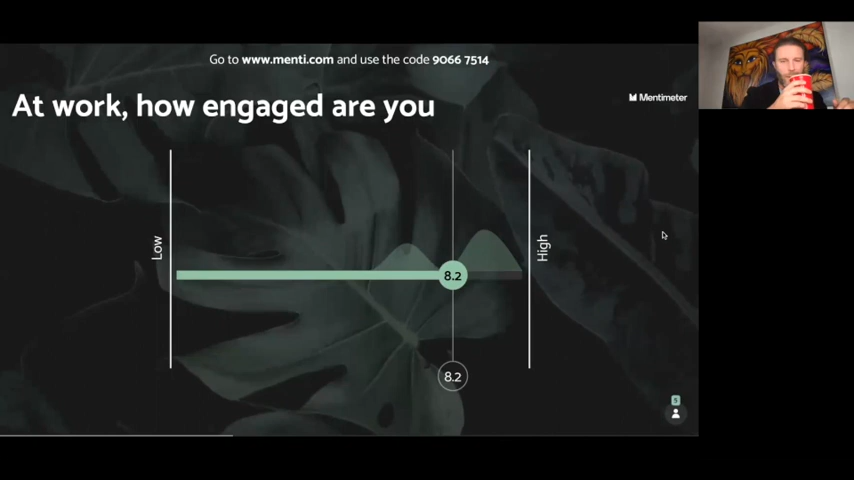 Go to www.menti.com and use the code 9066 7514
At work, how engaged are you
Mentimeter
Low
High
8.2
8.2
5